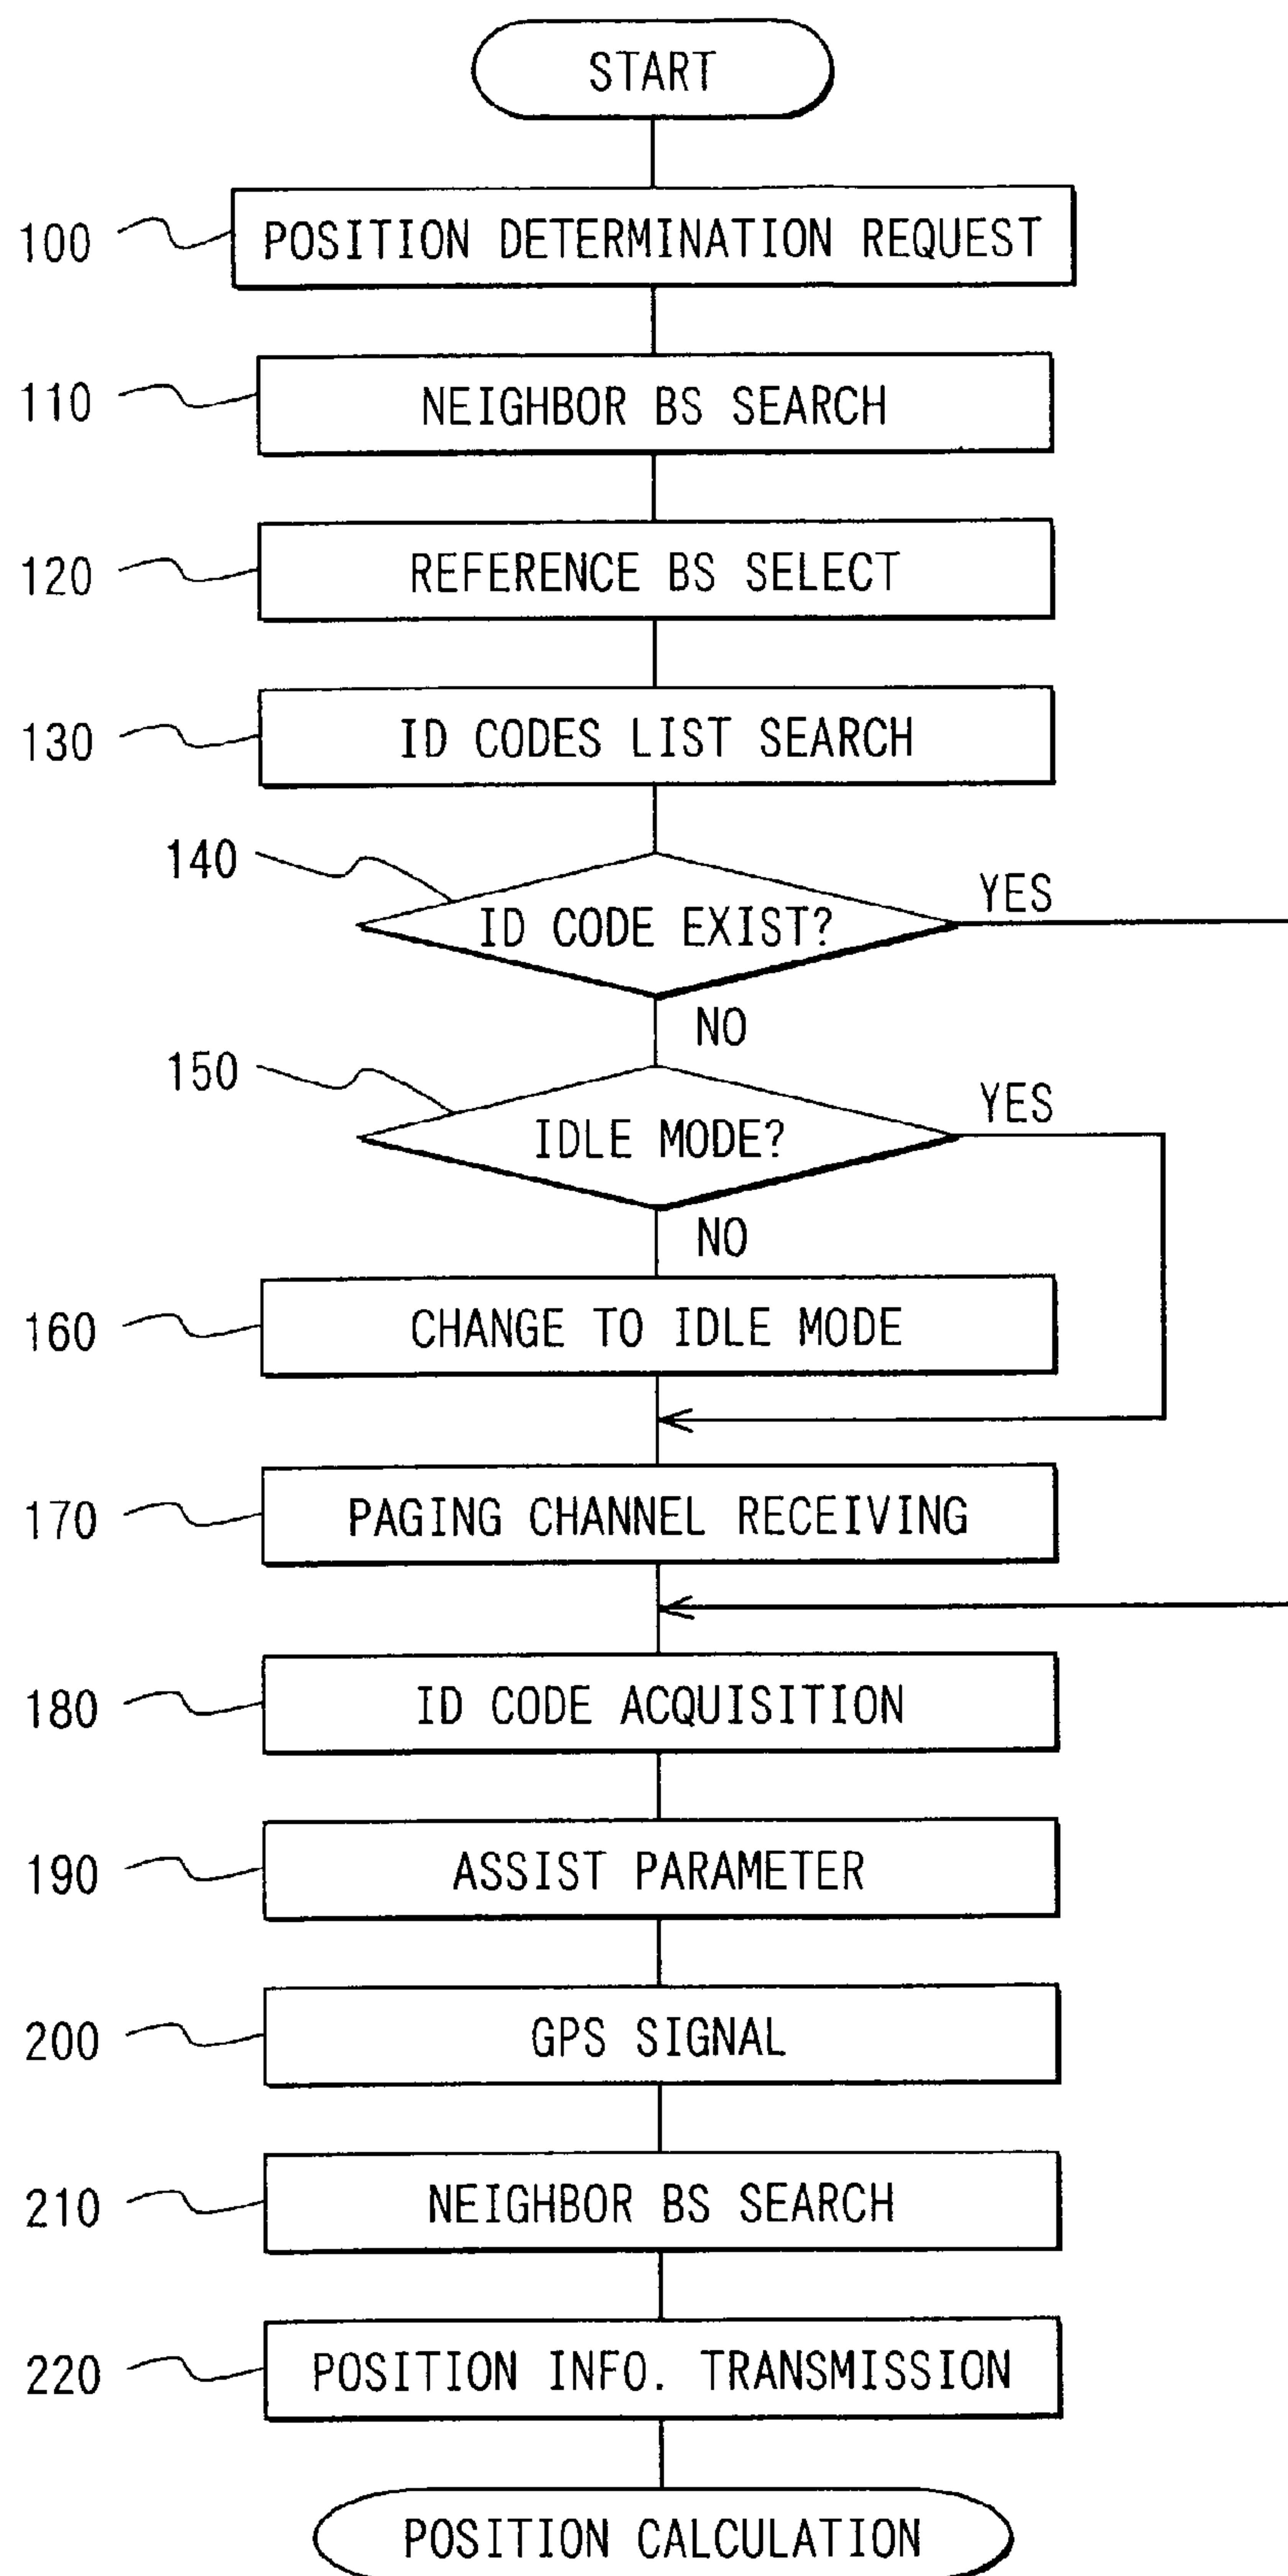 START
100 POSITION DETERMINATION REQUEST
110 NEIGHBOR BS SEARCH
120 REFERENCE BS SELECT
130 ID CODES LIST SEARCH
140 ID CODE EXIST? YES
NO
150 IDLE MODE? YES
NO
160 CHANGE TO IDLE MODE
170 PAGING CHANNEL RECEIVING
180 ID CODE ACQUISITION
190 ASSIST PARAMETER
200 GPS SIGNAL
210 NEIGHBOR BS SEARCH
220 POSITION INFO. TRANSMISSION
POSITION CALCULATION